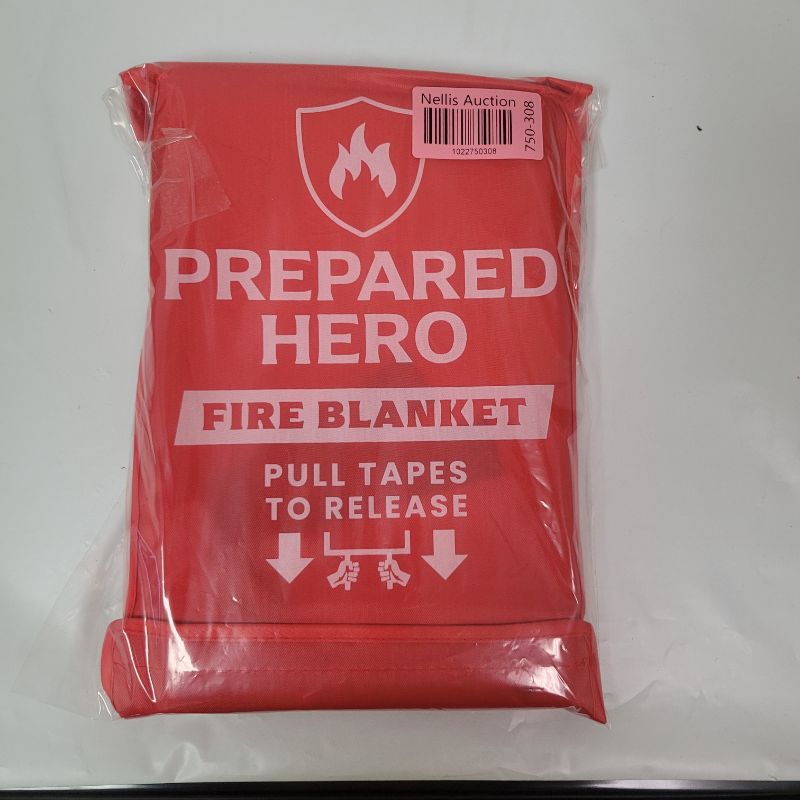 Nellis Auction
1022750308
750-308
PREPARED
HERO
FIRE BLANKET
PULL TAPES
TO RELEASE